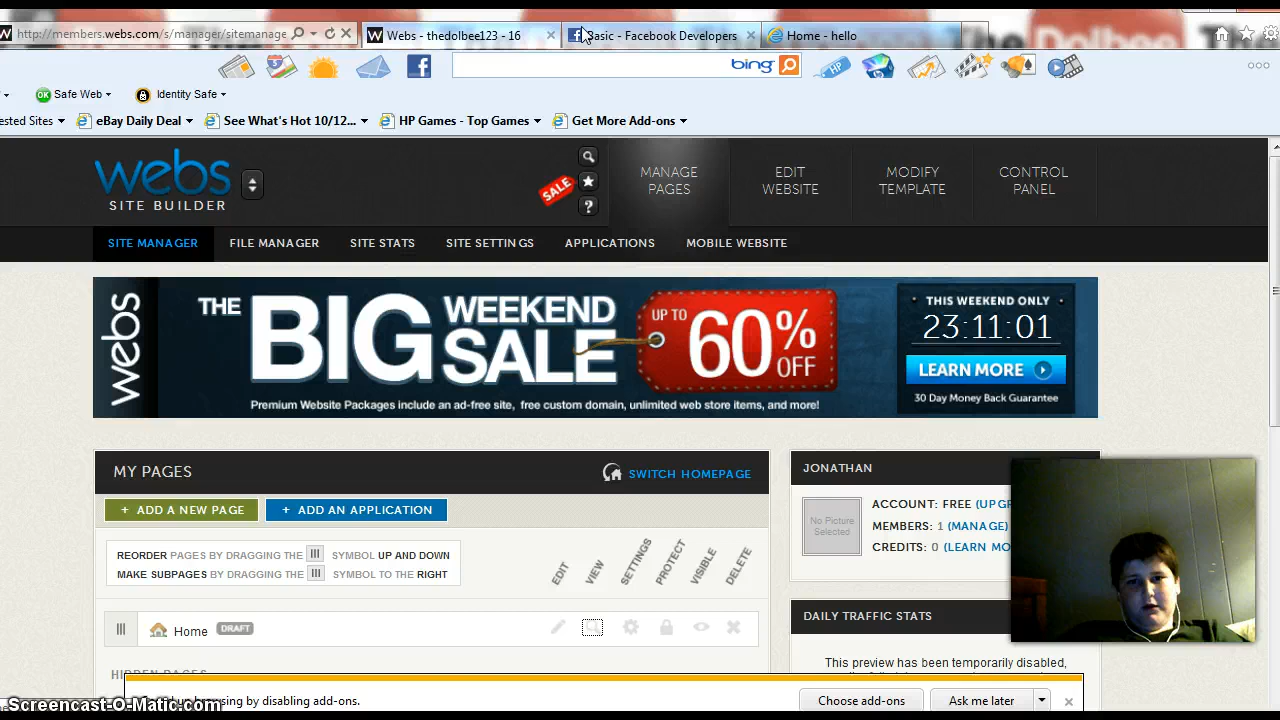 http://members.webs.com/s/manager/sitemanage
Webs - thedolbee123 - 16
Basic - Facebook Developers
Home - hello
bing
HP
OK Safe Web
Identity Safe
ested Sites
eBay Daily Deal
See What's Hot 10/12...
HP Games - Top Games
Get More Add-ons
webs
SITE BUILDER
SALE
?
MANAGE PAGES
EDIT WEBSITE
MODIFY TEMPLATE
CONTROL PANEL
SITE MANAGER
FILE MANAGER
SITE STATS
SITE SETTINGS
APPLICATIONS
MOBILE WEBSITE
webs
THE BIG WEEKEND SALE
UP TO 60% OFF
THIS WEEKEND ONLY
23:11:01
LEARN MORE
30 Day Money Back Guarantee
Premium Website Packages include an ad-free site, free custom domain, unlimited web store items, and more!
MY PAGES
SWITCH HOMEPAGE
+ ADD A NEW PAGE
+ ADD AN APPLICATION
REORDER PAGES BY DRAGGING THE SYMBOL UP AND DOWN
MAKE SUBPAGES BY DRAGGING THE SYMBOL TO THE RIGHT
EDIT
VIEW
SETTINGS
PROTECT
VISIBLE
DELETE
Home DRAFT
HIDDEN PAGES
JONATHAN
No Picture Selected
ACCOUNT: FREE (UPG
MEMBERS: 1 (MANAGE)
CREDITS: 0 (LEARN MO
DAILY TRAFFIC STATS
This preview has been temporarily disabled,
browsing by disabling add-ons.
Choose add-ons
Ask me later
Screencast-O-Matic.com